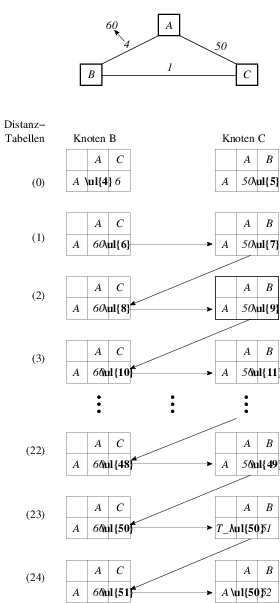 60
A
4
50
B
1
C
Distanz–
Tabellen
Knoten B Knoten C
A C A B
(0) A \ul{4} 6 A 50 \ul{5}
A C A B
(1) A 60 \ul{6} A 50 \ul{7}
A C A B
(2) A 60 \ul{8} A 50 \ul{9}
A C A B
(3) A 60 \ul{10} A 50 \ul{11}
A C A B
(22) A 60 \ul{48} A 50 \ul{49}
A C A B
(23) A 60 \ul{50} \ul{50} 51
A C A B
(24) A 60 \ul{51} A \ul{50} 52